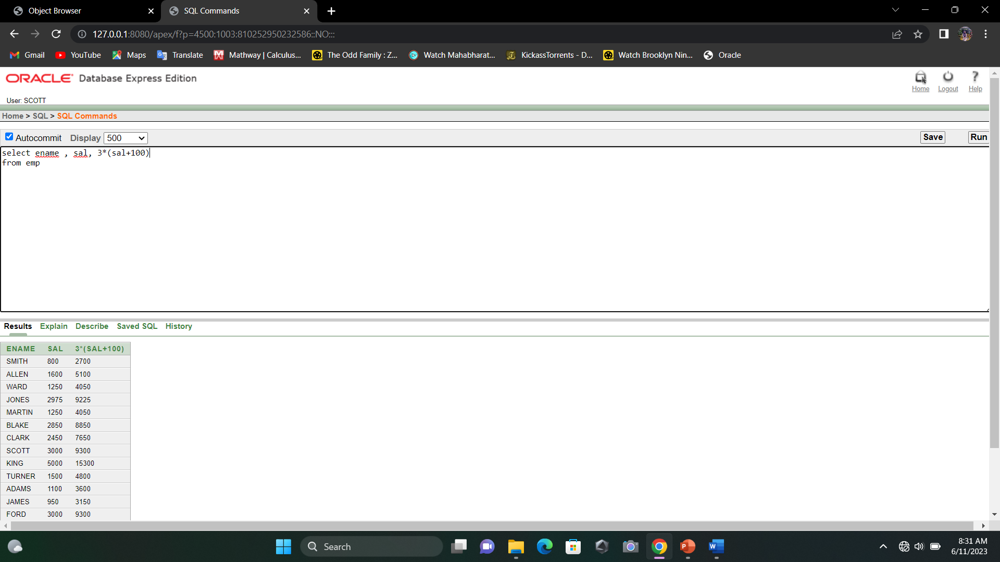 Object Browser
SQL Commands
127.0.0.1:8080/apex/f?p=4500:1003:810252950232586::NO:::
Gmail YouTube Maps Translate Mathway | Calculus... The Odd Family : Z... Watch Mahabharat... KickassTorrents - D... Watch Brooklyn Nin... Oracle
ORACLE Database Express Edition
Home Logout Help
User: SCOTT
Home > SQL > SQL Commands
Autocommit Display 500 Save Run
select ename , sal, 3*(sal+100)
from emp
Results Explain Describe Saved SQL History
ENAME SAL 3*(SAL+100)
SMITH 800 2700
ALLEN 1600 5100
WARD 1250 4050
JONES 2975 9225
MARTIN 1250 4050
BLAKE 2850 8850
CLARK 2450 7650
SCOTT 3000 9300
KING 5000 15300
TURNER 1500 4800
ADAMS 1100 3600
JAMES 950 3150
FORD 3000 9300
Search
8:31 AM
6/11/2023